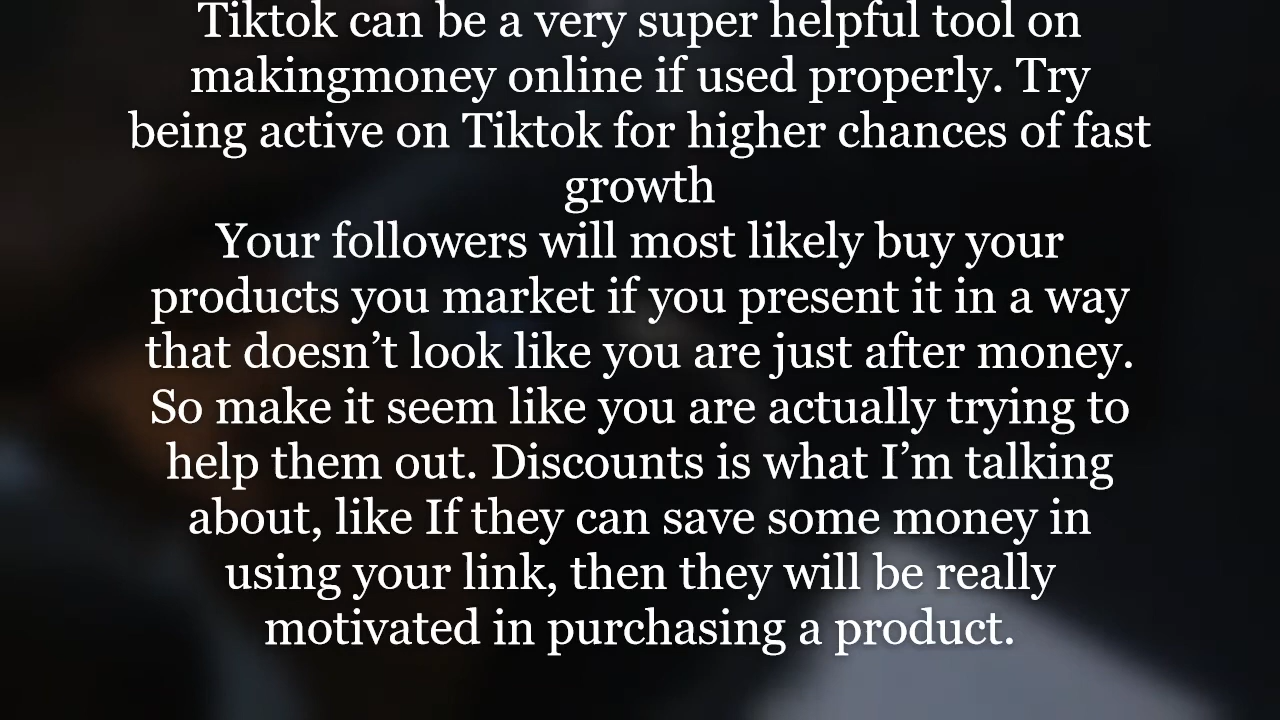 Tiktok can be a very super helpful tool on
makingmoney online if used properly. Try
being active on Tiktok for higher chances of fast
growth
Your followers will most likely buy your
products you market if you present it in a way
that doesn’t look like you are just after money.
So make it seem like you are actually trying to
help them out. Discounts is what I’m talking
about, like If they can save some money in
using your link, then they will be really
motivated in purchasing a product.